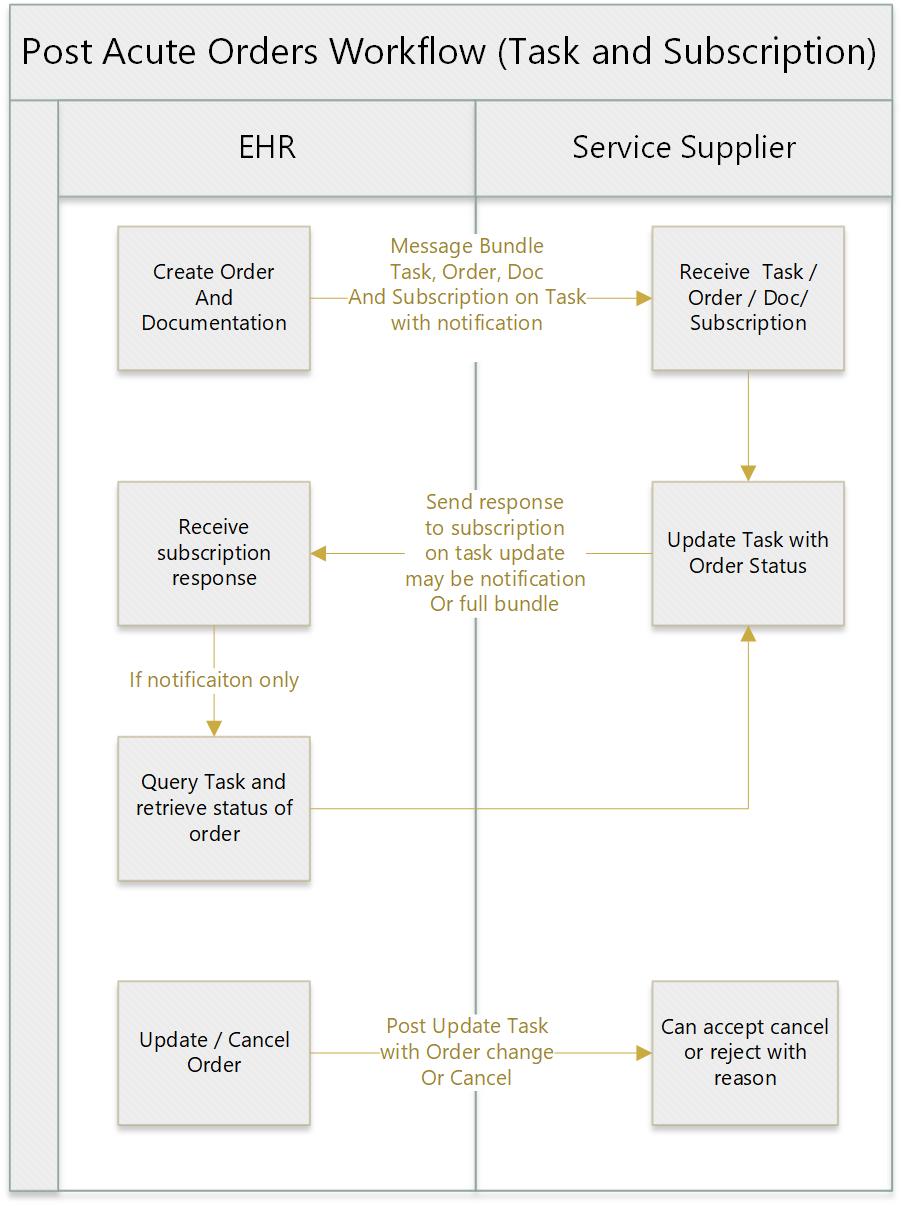 Post Acute Orders Workflow (Task and Subscription)
EHR
Service Supplier
Create Order
And
Documentation
Message Bundle
Task, Order, Doc
And Subscription on Task
with notification
Receive  Task /
Order / Doc/
Subscription
Receive
subscription
response
Send response
to subscription
on task update
may be notification
Or full bundle
Update Task with
Order Status
If notificaiton only
Query Task and
retrieve status of
order
Update / Cancel
Order
Post Update Task
with Order change
Or Cancel
Can accept cancel
or reject with
reason